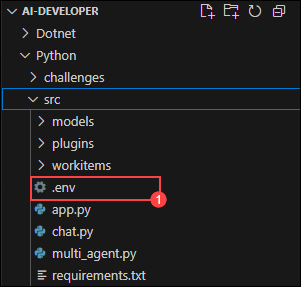 AI-DEVELOPER
Dotnet
Python
challenges
src
models
plugins
workitems
.env
1
app.py
chat.py
multi_agent.py
requirements.txt